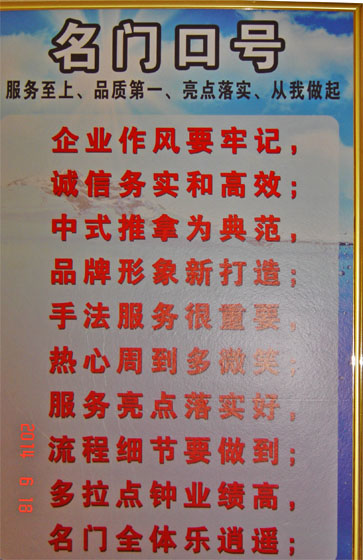 名门口号
服务至上、品质第一、亮点落实、从我做起
企业作风要牢记，
诚信务实和高效；
中式推拿为典范，
品牌形象新打造；
手法服务很重要，
热心周到多微笑；
服务亮点落实好，
流程细节要做到；
多拉点钟业绩高，
名门全体乐逍遥；
2014 6 18